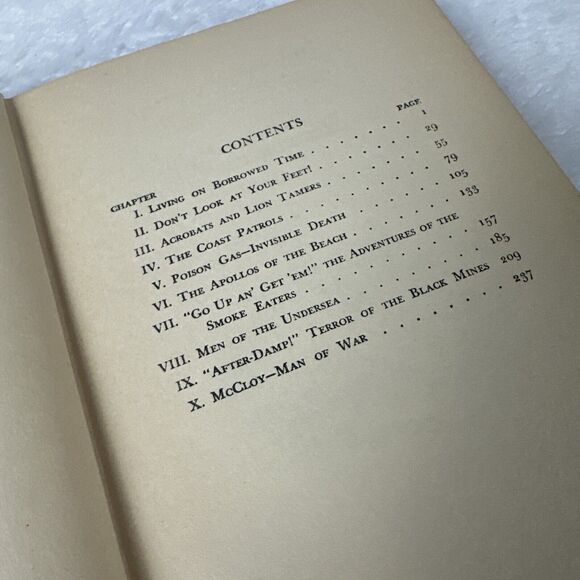 CONTENTS
CHAPTER PAGE
I. LIVING ON BORROWED TIME . . . . . . . 1
II. DON'T LOOK AT YOUR FEET! . . . . . . . 29
III. ACROBATS AND LION TAMERS . . . . . . . 55
IV. THE COAST PATROLS . . . . . . . . . 79
V. POISON GAS—INVISIBLE DEATH . . . . . . 105
VI. THE APOLLOS OF THE BEACH . . . . . . . 133
VII. "GO UP AN' GET 'EM!" THE ADVENTURES OF THE
SMOKE EATERS . . . . . . . . . 157
VIII. MEN OF THE UNDERSEA . . . . . . . . 185
IX. "AFTER-DAMP!" TERROR OF THE BLACK MINES 209
X. MCCLOY—MAN OF WAR . . . . . . . . 237